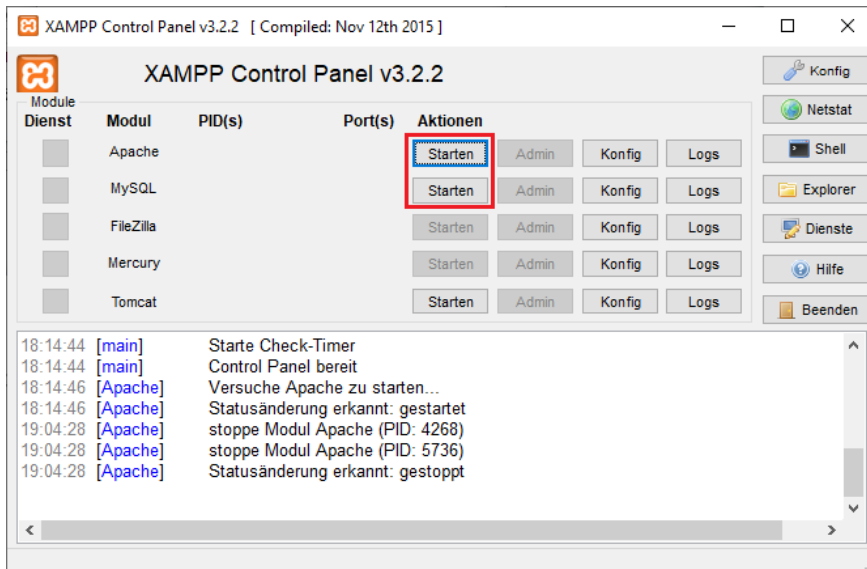 XAMPP Control Panel v3.2.2 [ Compiled: Nov 12th 2015 ]
XAMPP Control Panel v3.2.2
Konfig
Module
Dienst Modul PID(s) Port(s) Aktionen
Netstat
Apache Starten Admin Konfig Logs
Shell
MySQL Starten Admin Konfig Logs
Explorer
FileZilla Starten Admin Konfig Logs
Dienste
Mercury Starten Admin Konfig Logs
Hilfe
Tomcat Starten Admin Konfig Logs
Beenden
18:14:44 [main] Starte Check-Timer
18:14:44 [main] Control Panel bereit
18:14:46 [Apache] Versuche Apache zu starten...
18:14:46 [Apache] Statusänderung erkannt: gestartet
19:04:28 [Apache] stoppe Modul Apache (PID: 4268)
19:04:28 [Apache] stoppe Modul Apache (PID: 5736)
19:04:28 [Apache] Statusänderung erkannt: gestoppt